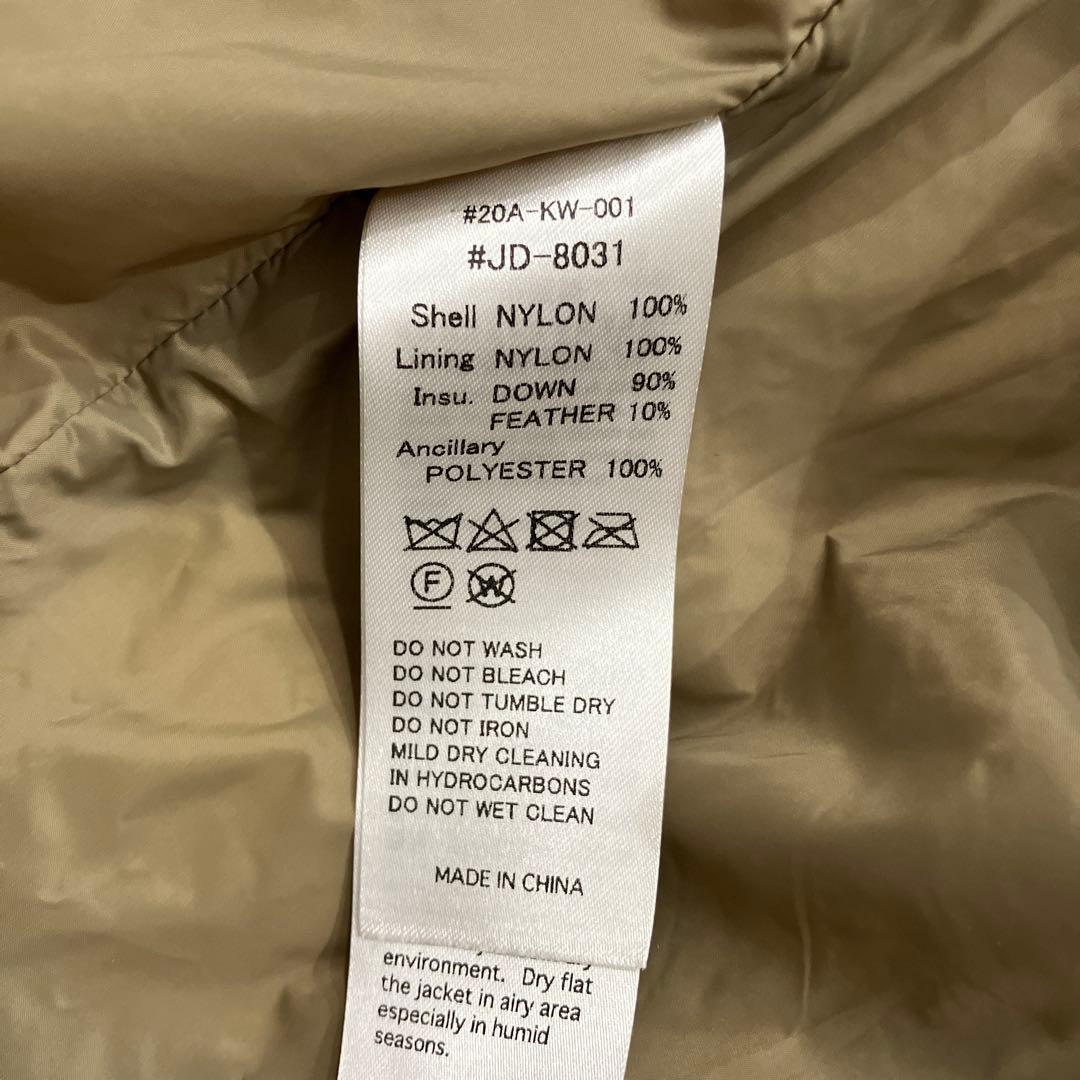 #20A-KW-001
#JD-8031
Shell NYLON 100%
Lining NYLON 100%
Insu. DOWN 90%
FEATHER 10%
Ancillary
POLYESTER 100%
F W
DO NOT WASH
DO NOT BLEACH
DO NOT TUMBLE DRY
DO NOT IRON
MILD DRY CLEANING
IN HYDROCARBONS
DO NOT WET CLEAN
MADE IN CHINA
environment. Dry flat
the jacket in airy area
especially in humid
seasons.